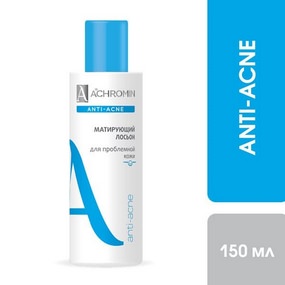 ACHROMIN
ANTI-ACNE
МАТИРУЮЩИЙ
ЛОСЬОН
для проблемной
кожи
anti-acne
ANTI-ACNE
150 мл